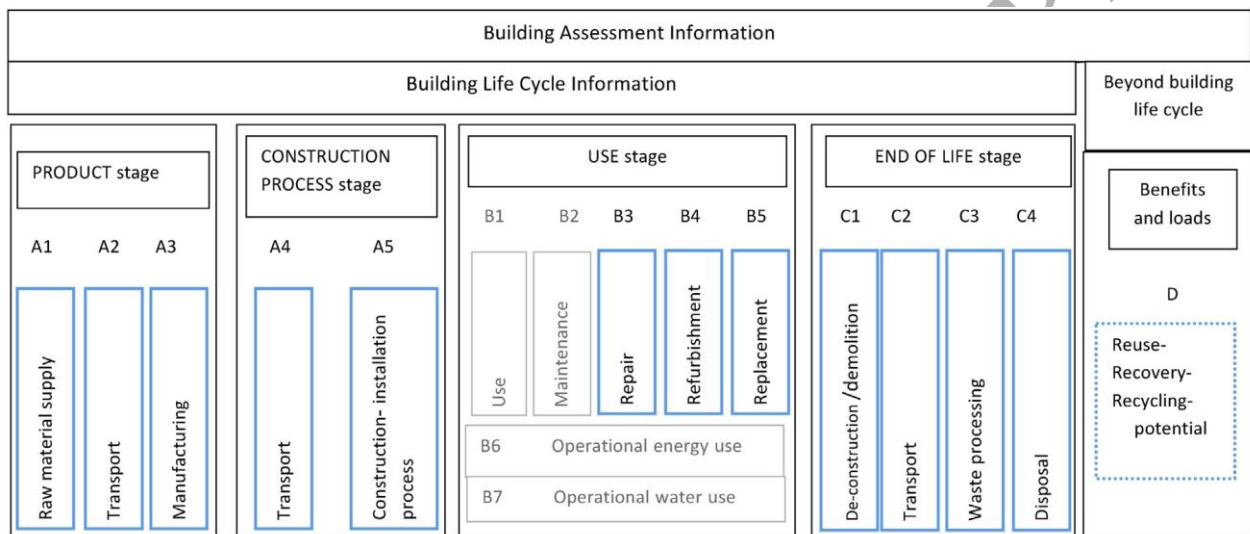 Building Assessment Information
Building Life Cycle Information
Beyond building
life cycle
PRODUCT stage
CONSTRUCTION
PROCESS stage
USE stage
END OF LIFE stage
Benefits
and loads
A1 A2 A3
A4 A5
B1 B2 B3 B4 B5
C1 C2 C3 C4
D
Raw material supply
Transport
Manufacturing
Transport
Construction- installation
process
Use
Maintenance
Repair
Refurbishment
Replacement
B6 Operational energy use
B7 Operational water use
De-construction /demolition
Transport
Waste processing
Disposal
Reuse-
Recovery-
Recycling-
potential